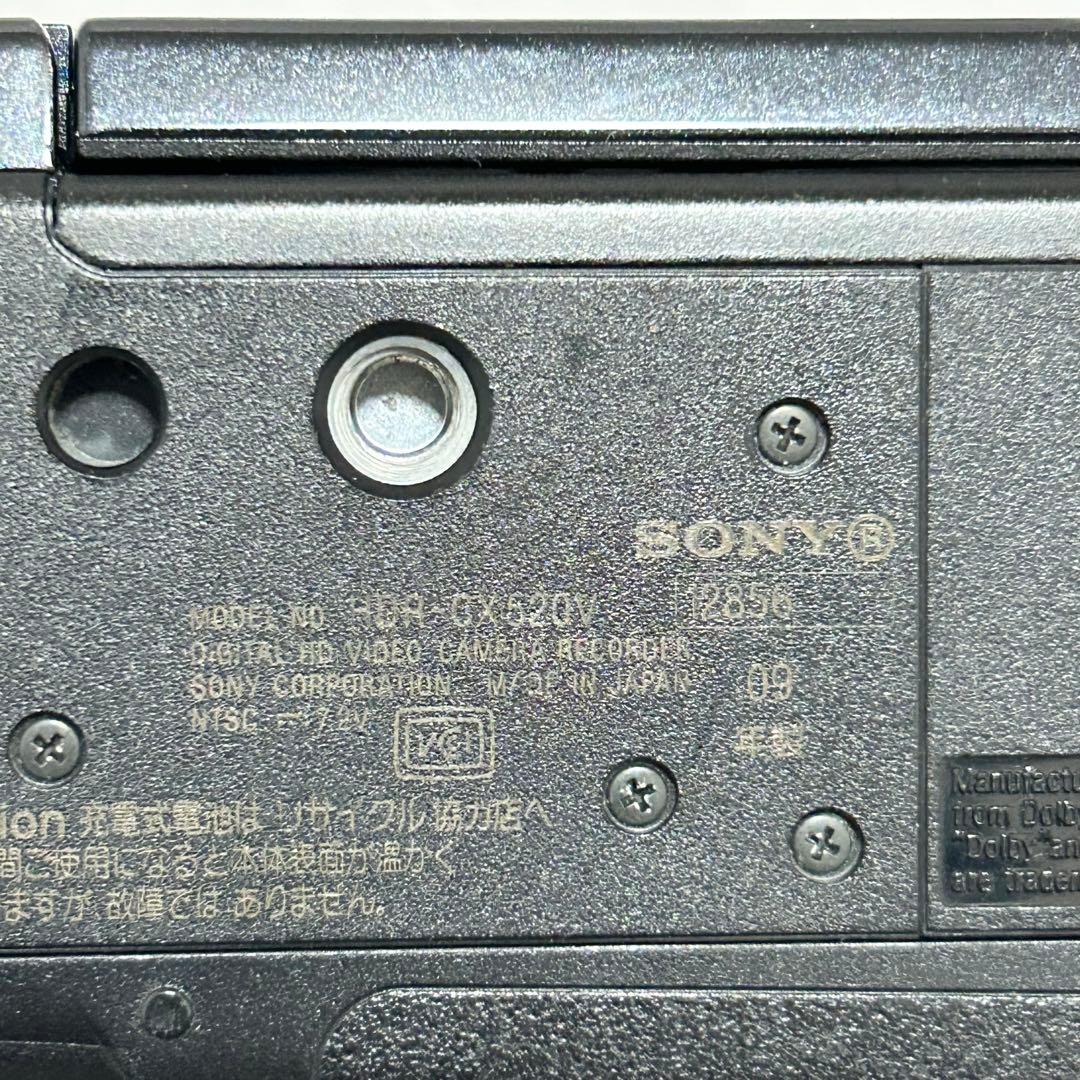 SONY®
MODEL NO. HDR-CX520V
12856
DIGITAL HD VIDEO CAMERA RECORDER
SONY CORPORATION MADE IN JAPAN
09
NTSC 7.2V
年製
VCI
ion 充電式電池はリサイクル協力店へ
間ご使用になると本体表面が温かく
ますが、故障ではありません。
Manufactu
from Dolby
"Dolby" an
are tradem